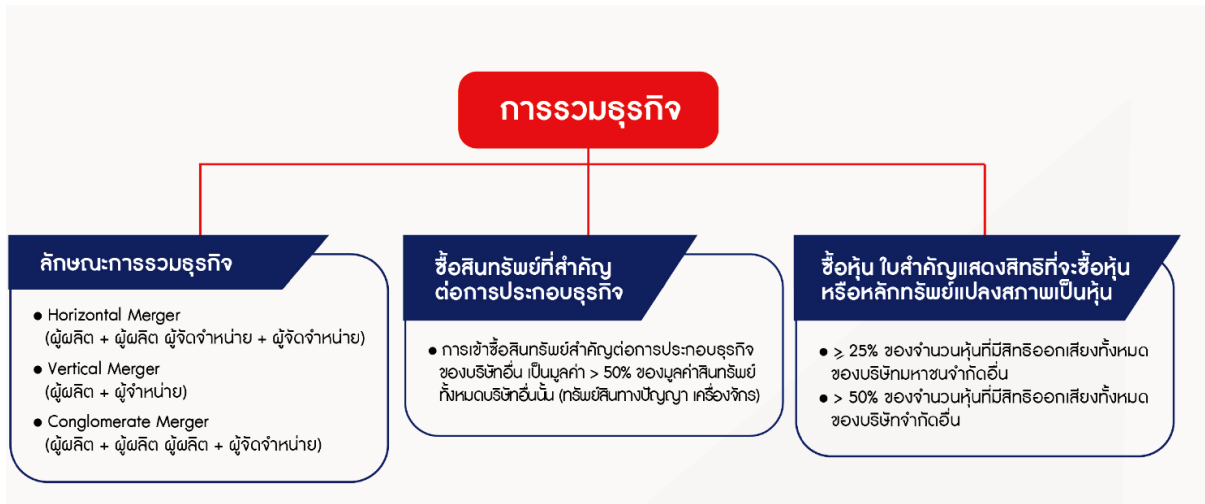 การรวมธุรกิจ
ลักษณะการรวมธุรกิจ
● Horizontal Merger
(ผู้ผลิต + ผู้ผลิต ผู้จัดจำหน่าย + ผู้จัดจำหน่าย)
● Vertical Merger
(ผู้ผลิต + ผู้จำหน่าย)
● Conglomerate Merger
(ผู้ผลิต + ผู้ผลิต ผู้ผลิต + ผู้จัดจำหน่าย)
ซื้อสินทรัพย์ที่สำคัญ
ต่อการประกอบธุรกิจ
● การเข้าซื้อสินทรัพย์สำคัญต่อการประกอบธุรกิจ
ของบริษัทอื่น เป็นมูลค่า > 50% ของมูลค่าสินทรัพย์
ทั้งหมดบริษัทอื่นนั้น (ทรัพย์สินทางปัญญา เครื่องจักร)
ซื้อหุ้น ใบสำคัญแสดงสิทธิที่จะซื้อหุ้น
หรือหลักทรัพย์แปลงสภาพเป็นหุ้น
● ≥ 25% ของจำนวนหุ้นที่มีสิทธิออกเสียงทั้งหมด
ของบริษัทมหาชนจำกัดอื่น
● > 50% ของจำนวนหุ้นที่มีสิทธิออกเสียงทั้งหมด
ของบริษัทจำกัดอื่น